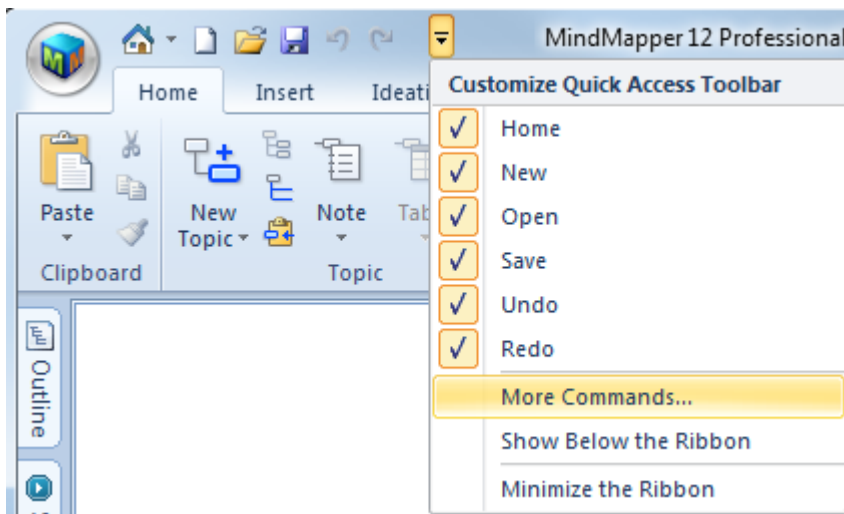 MindMapper 12 Professional
Home Insert Ideati
Customize Quick Access Toolbar
Home
New
Open
Save
Undo
Redo
More Commands...
Show Below the Ribbon
Minimize the Ribbon
Paste
New
Topic
Note
Tab
Clipboard
Topic
Outline